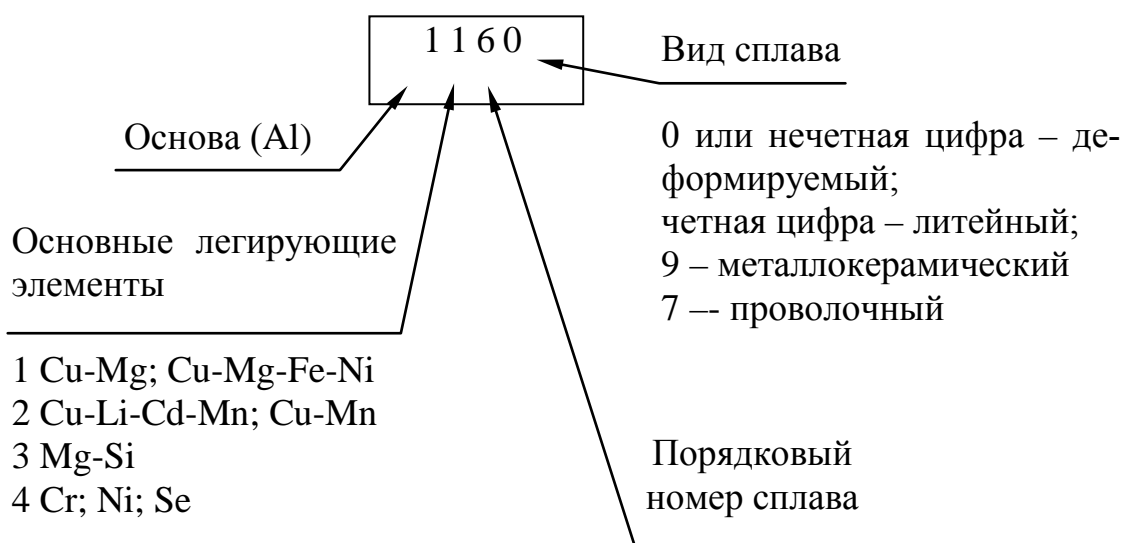 1 1 6 0
Вид сплава
Основа (Al)
0 или нечетная цифра – де-
формируемый;
четная цифра – литейный;
9 – металлокерамический
7 –- проволочный
Основные легирующие
элементы
1 Cu-Mg; Cu-Mg-Fe-Ni
2 Cu-Li-Cd-Mn; Cu-Mn
3 Mg-Si
4 Cr; Ni; Se
Порядковый
номер сплава